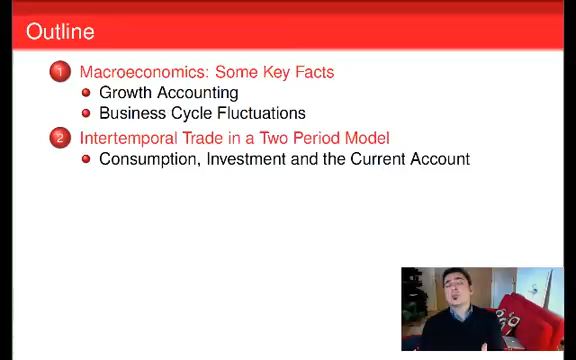 Outline
1 Macroeconomics: Some Key Facts
Growth Accounting
Business Cycle Fluctuations
2 Intertemporal Trade in a Two Period Model
Consumption, Investment and the Current Account